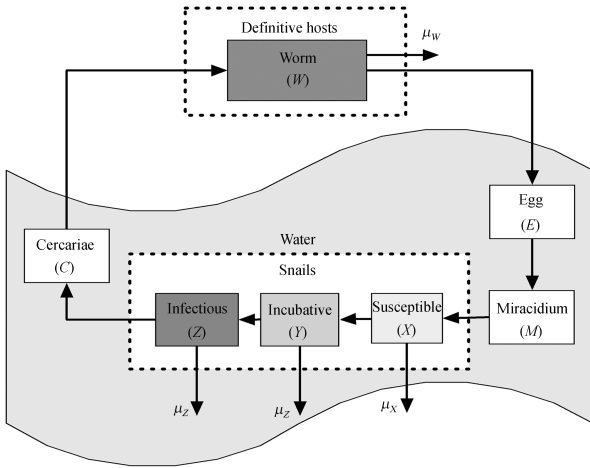 Definitive hosts
Worm
(W)
μW
Egg
(E)
Cercariae
(C)
Water
Snails
Infectious
(Z)
Incubative
(Y)
Susceptible
(X)
Miracidium
(M)
μZ
μZ
μX